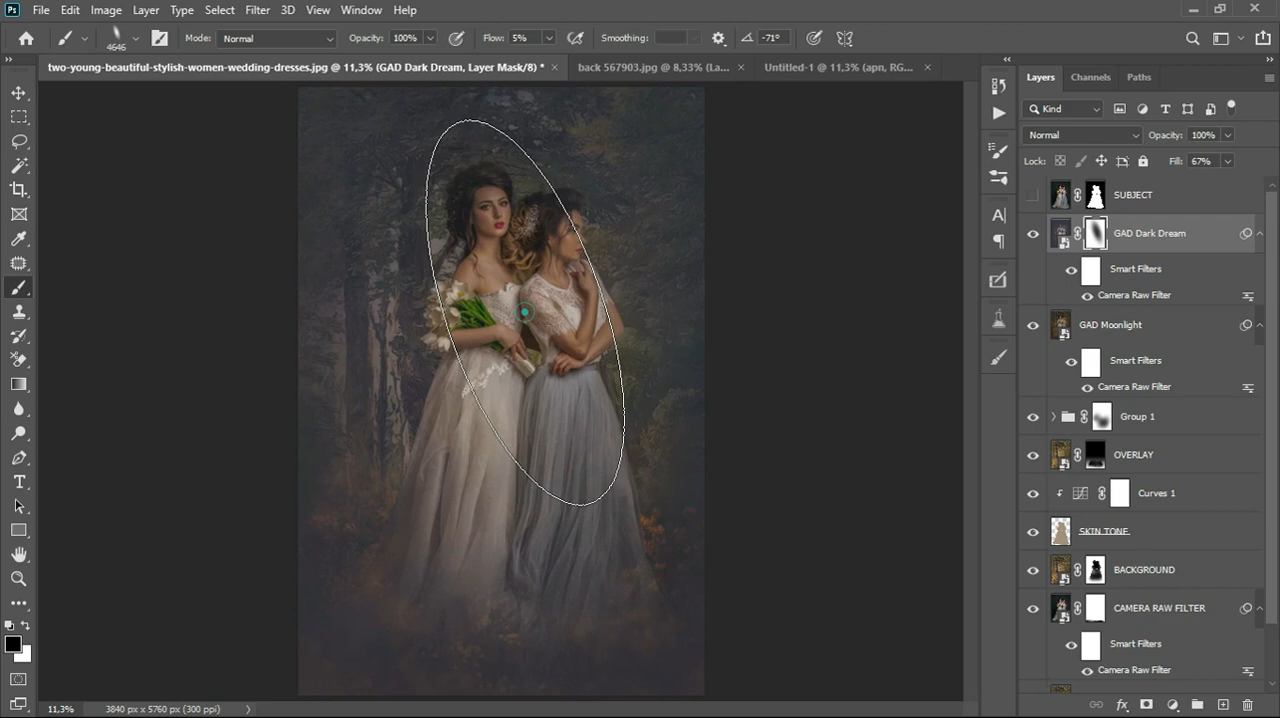 Ps File Edit Image Layer Type Select Filter 3D View Window Help
4646 Mode: Normal Opacity: 100% Flow: 5% Smoothing: -71°
two-young-beautiful-stylish-women-wedding-dresses.jpg @ 11,3% (GAD Dark Dream, Layer Mask/8) * back 567903.jpg @ 8,33% (La... Untitled-1 @ 11,3% (apn, RG...
Layers Channels Paths
Kind
Normal Opacity: 100%
Lock: Fill: 67%
SUBJECT
GAD Dark Dream
Smart Filters
Camera Raw Filter
GAD Moonlight
Smart Filters
Camera Raw Filter
Group 1
OVERLAY
Curves 1
SKIN TONE
BACKGROUND
CAMERA RAW FILTER
Smart Filters
Camera Raw Filter
11,3% 3840 px x 5760 px (300 ppi)